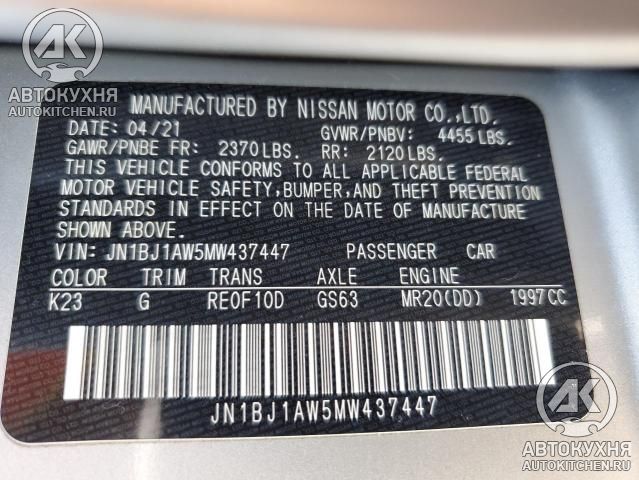 AK
АВТОКУХНЯ
AUTOKITCHEN.RU
MANUFACTURED BY NISSAN MOTOR CO.,LTD.
DATE: 04/21 GVWR/PNBV: 4455 LBS.
GAWR/PNBE FR: 2370 LBS. RR: 2120 LBS.
THIS VEHICLE CONFORMS TO ALL APPLICABLE FEDERAL
MOTOR VEHICLE SAFETY, BUMPER, AND THEFT PREVENTION
STANDARDS IN EFFECT ON THE DATE OF MANUFACTURE
SHOWN ABOVE.
VIN: JN1BJ1AW5MW437447 PASSENGER CAR
COLOR TRIM TRANS AXLE ENGINE
K23 G RE0F10D GS63 MR20(DD) 1997CC
JN1BJ1AW5MW437447
AK
АВТОКУХНЯ
AUTOKITCHEN.RU